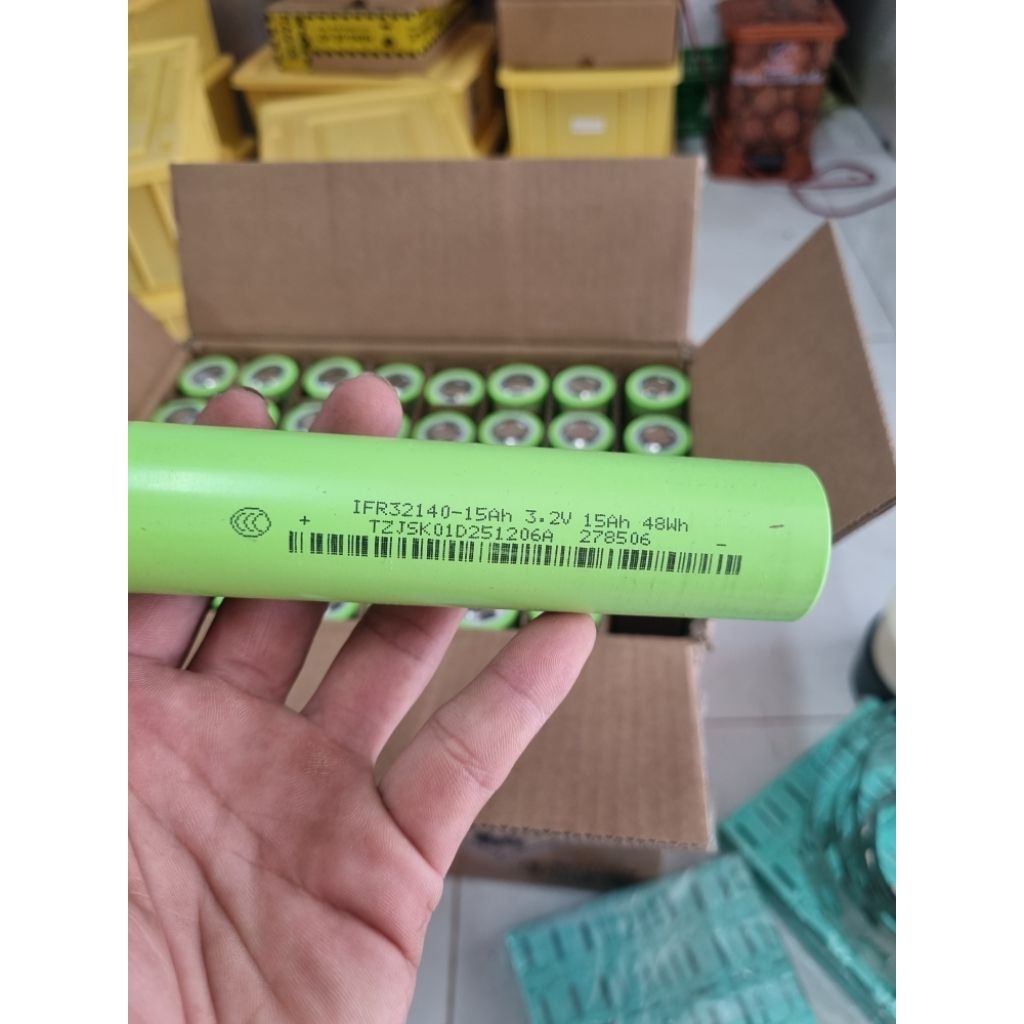 IFR32140-15Ah 3.2V 15Ah 48Wh
+ TZJSK01D251206A 278506 -